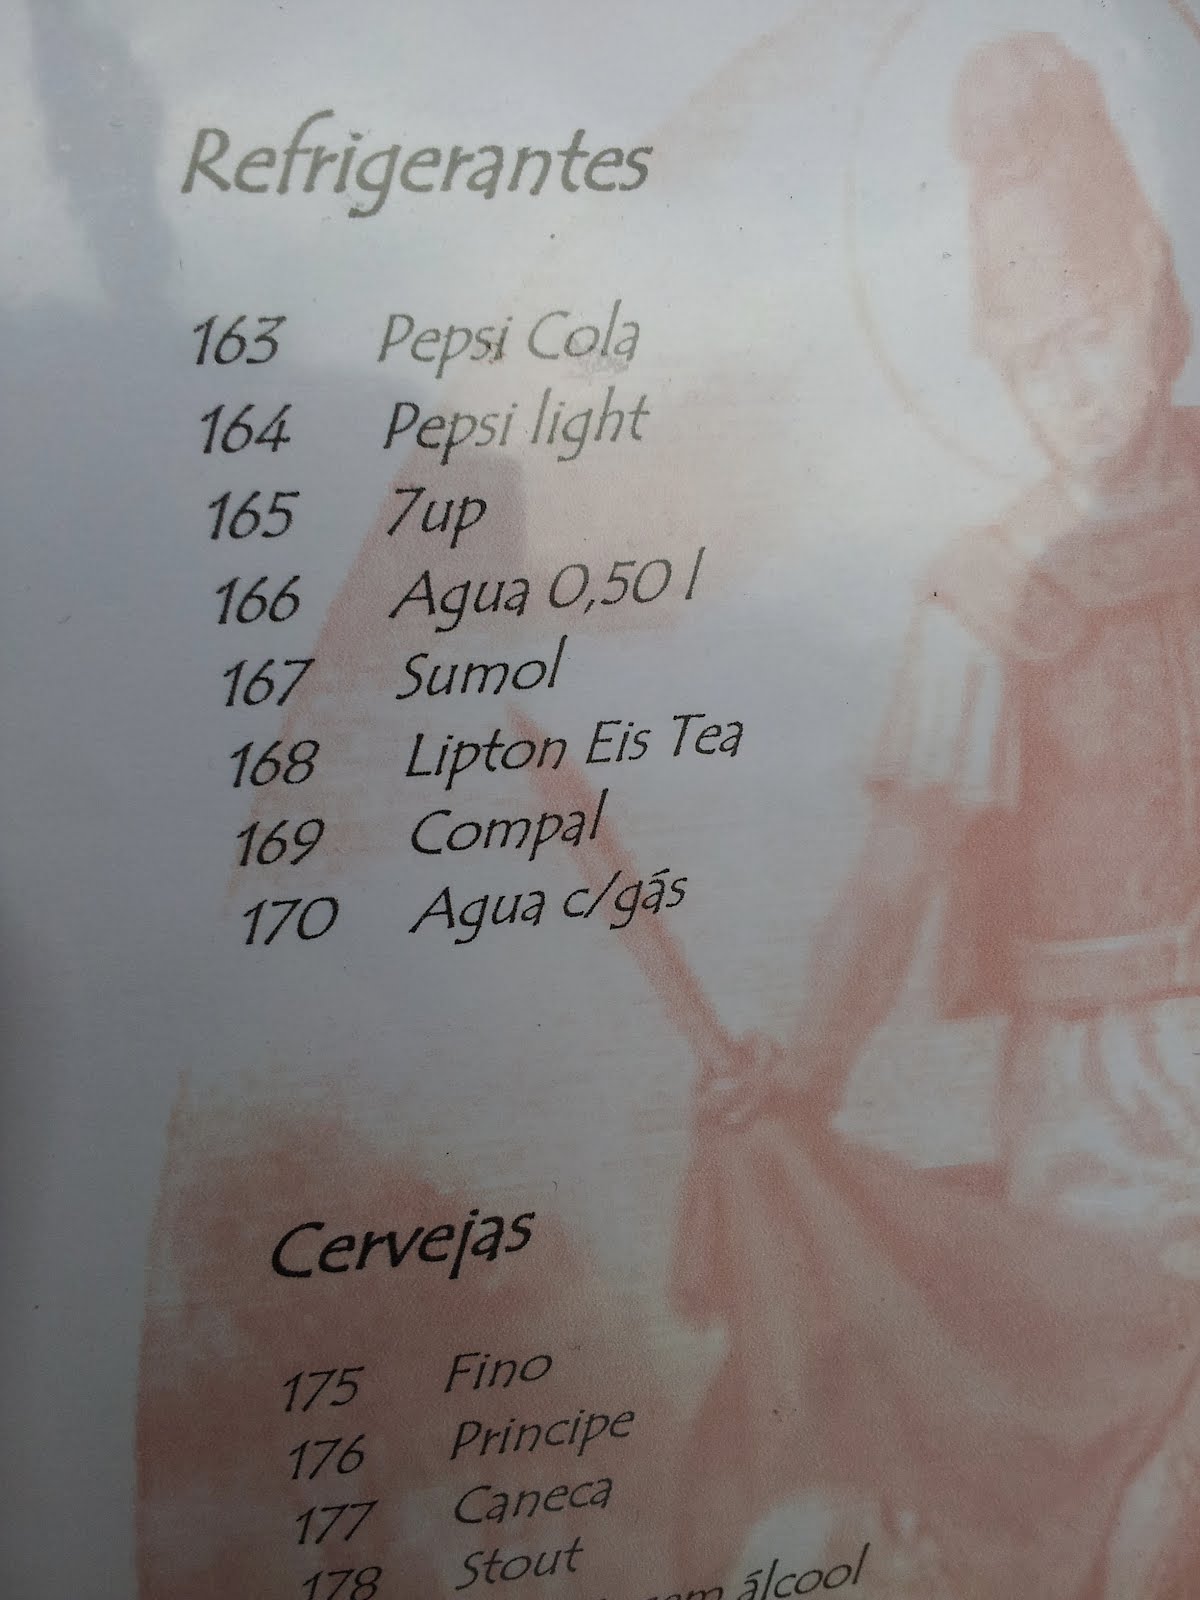 Refrigerantes
163 Pepsi Cola
164 Pepsi light
165 7up
166 Agua 0,50 l
167 Sumol
168 Lipton Eis Tea
169 Compal
170 Agua c/gás
Cervejas
175 Fino
176 Principe
177 Caneca
178 Stout
álcool